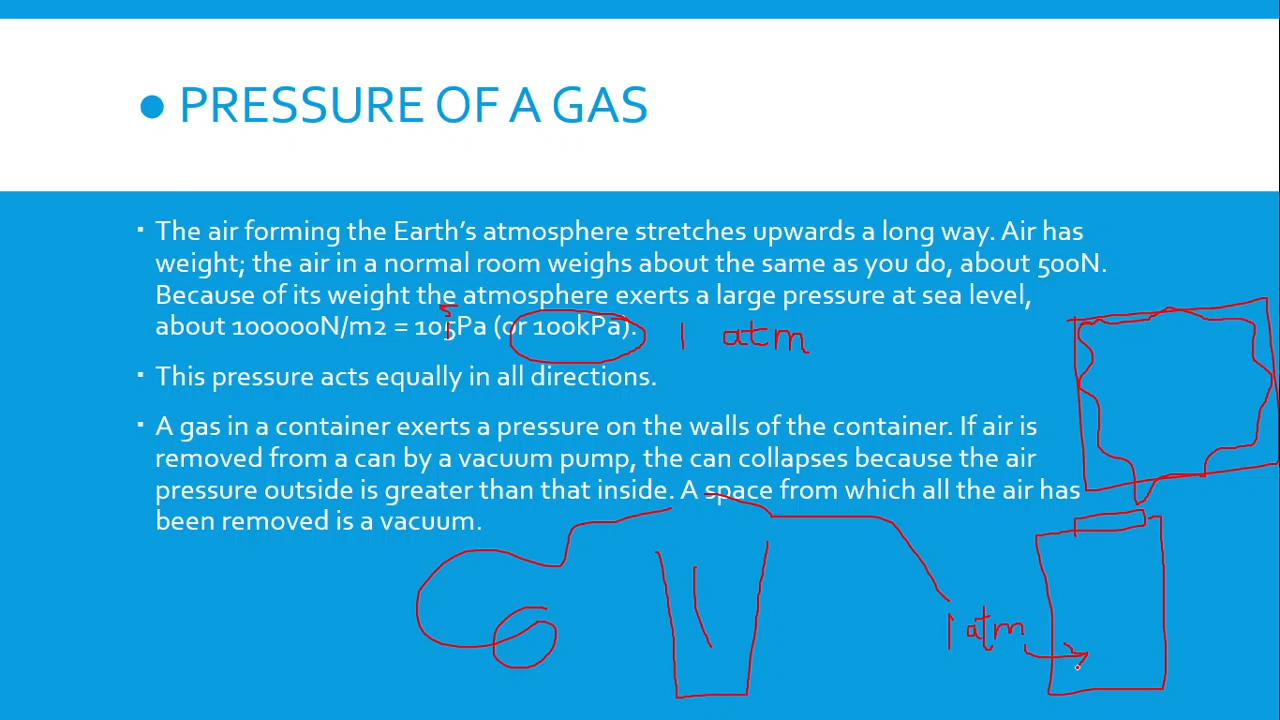 • PRESSURE OF A GAS
▪ The air forming the Earth's atmosphere stretches upwards a long way. Air has
weight; the air in a normal room weighs about the same as you do, about 500N.
Because of its weight the atmosphere exerts a large pressure at sea level,
about 100000N/m2 = 105Pa (or 100kPa). 1 atm
5
▪ This pressure acts equally in all directions.
▪ A gas in a container exerts a pressure on the walls of the container. If air is
removed from a can by a vacuum pump, the can collapses because the air
pressure outside is greater than that inside. A space from which all the air has
been removed is a vacuum.
1 atm